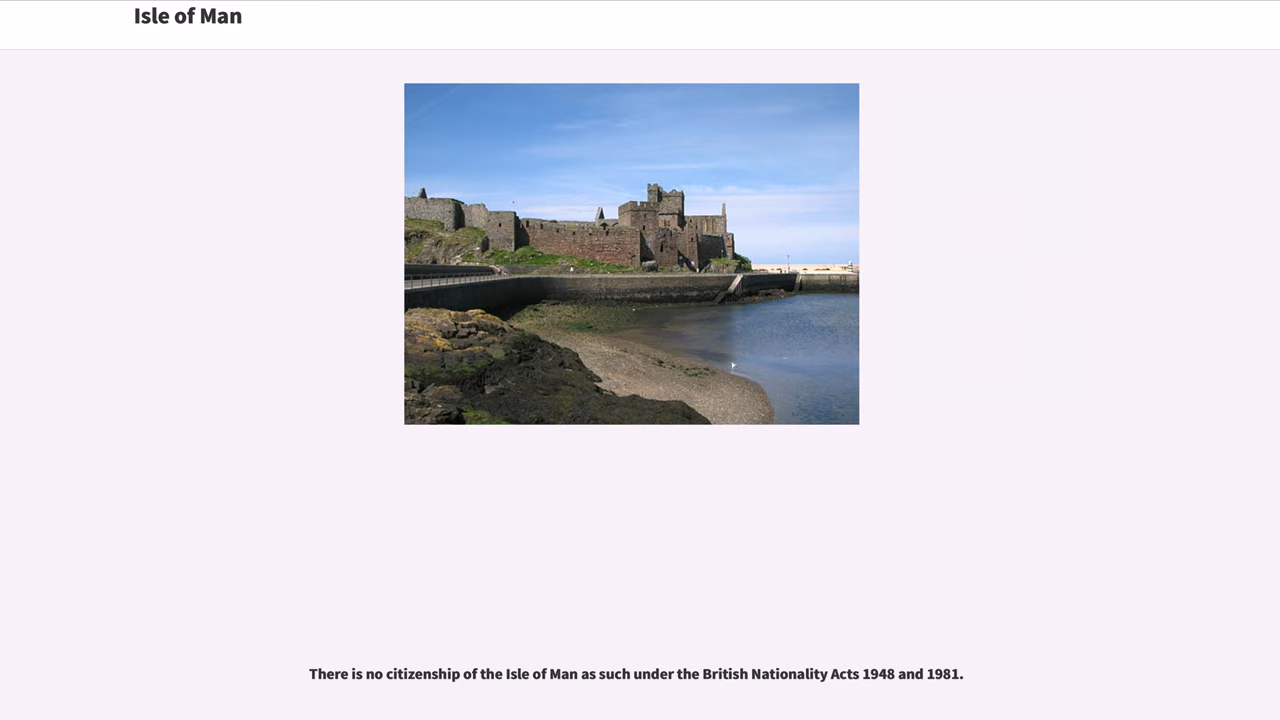 Isle of Man
There is no citizenship of the Isle of Man as such under the British Nationality Acts 1948 and 1981.